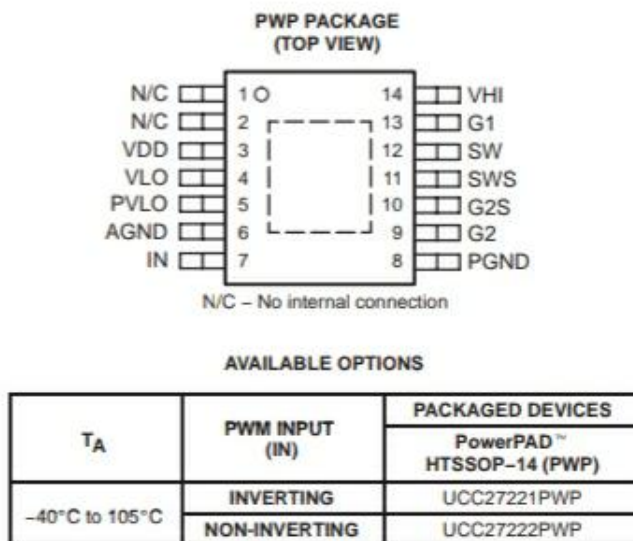 PWP PACKAGE
(TOP VIEW)
N/C 1 14 VHI
N/C 2 13 G1
VDD 3 12 SW
VLO 4 11 SWS
PVLO 5 10 G2S
AGND 6 9 G2
IN 7 8 PGND
N/C – No internal connection
AVAILABLE OPTIONS
TA
PWM INPUT
(IN)
PACKAGED DEVICES
PowerPAD™
HTSSOP–14 (PWP)
–40°C to 105°C
INVERTING UCC27221PWP
NON-INVERTING UCC27222PWP